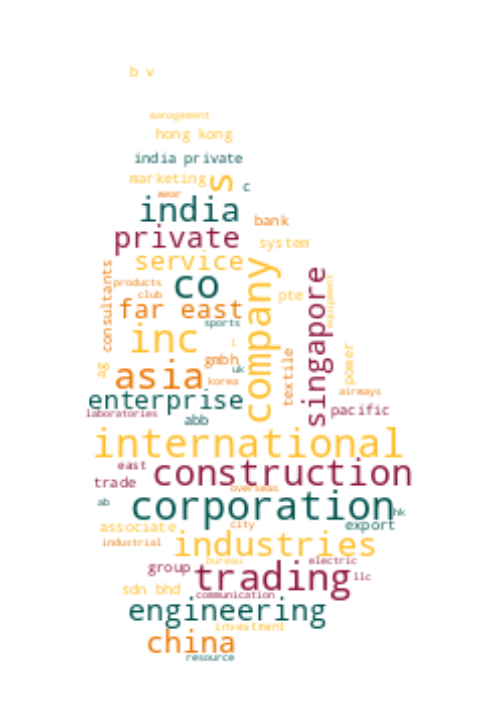 b v
management
hong kong
india private
marketing s c
wear
india bank
private system
service
consultants products co company pte singapore equipment
club
far east
sports
inc i
gmbh textile power
ag asia uk
korea
enterprise airways
laboratories pacific
abb
international
east construction
trade overseas
ab corporation hk
associate city export
industrial industries
bureau electric
group trading llc
sdn bhd communication
engineering
investment
china
resource